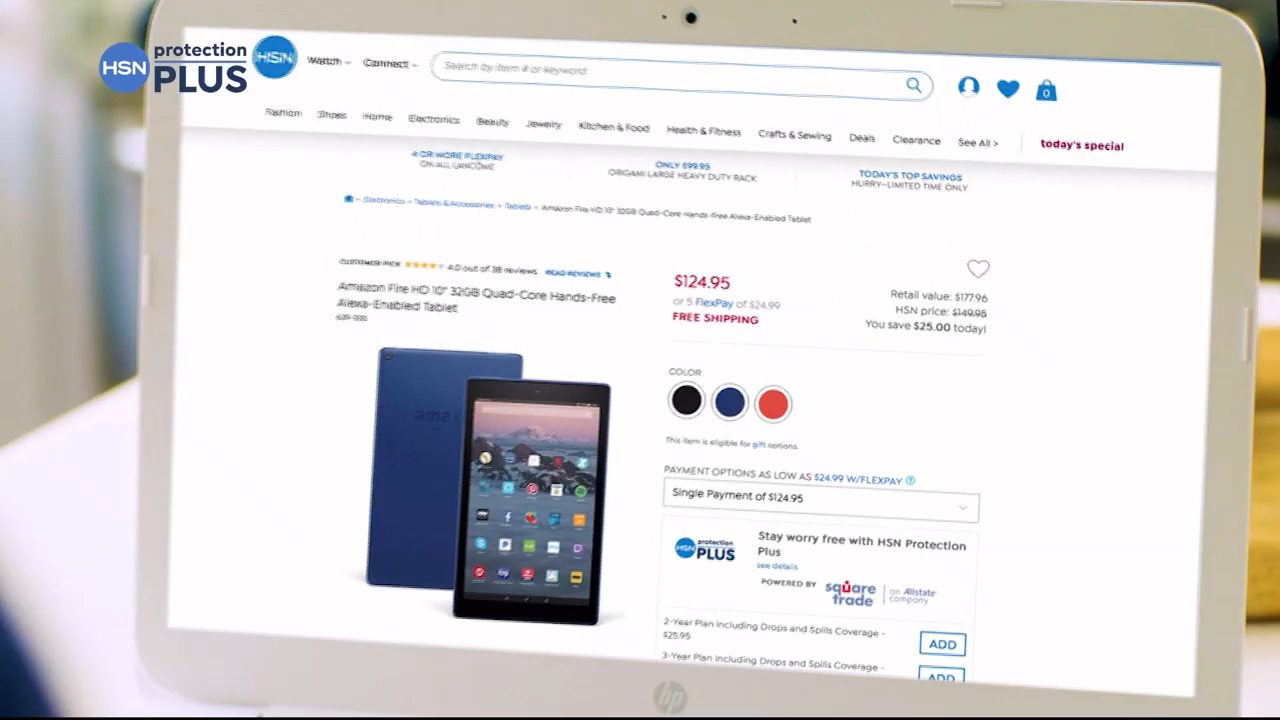 HSN protection PLUS
HSN
Watch
Connect
Search by item # or keyword
0
Fashion Shoes Home Electronics Beauty Jewelry Kitchen & Food Health & Fitness Crafts & Sewing Deals Clearance See All > today's special
4 OR MORE FLEXPAY
ON ALL LANCOME
ONLY $99.95
ORIGAMI LARGE HEAVY DUTY RACK
TODAY'S TOP SAVINGS
HURRY-LIMITED TIME ONLY
Electronics > Tablets & Accessories > Tablets > Amazon Fire HD 10" 32GB Quad-Core Hands-Free Alexa-Enabled Tablet
CUSTOMER PICK 4.0 out of 38 reviews READ REVIEWS
Amazon Fire HD 10" 32GB Quad-Core Hands-Free
Alexa-Enabled Tablet
$124.95
or 5 FlexPay of $24.99
FREE SHIPPING
Retail value: $177.96
HSN price: $149.95
You save $25.00 today!
COLOR
This item is eligible for gift options.
PAYMENT OPTIONS AS LOW AS $24.99 W/FLEXPAY
Single Payment of $124.95
HSN protection PLUS
Stay worry free with HSN Protection
Plus
see details
POWERED BY square trade an Allstate company
2-Year Plan including Drops and Spills Coverage -
$25.95
ADD
3-Year Plan including Drops and Spills Coverage -
ADD
amaz
hp